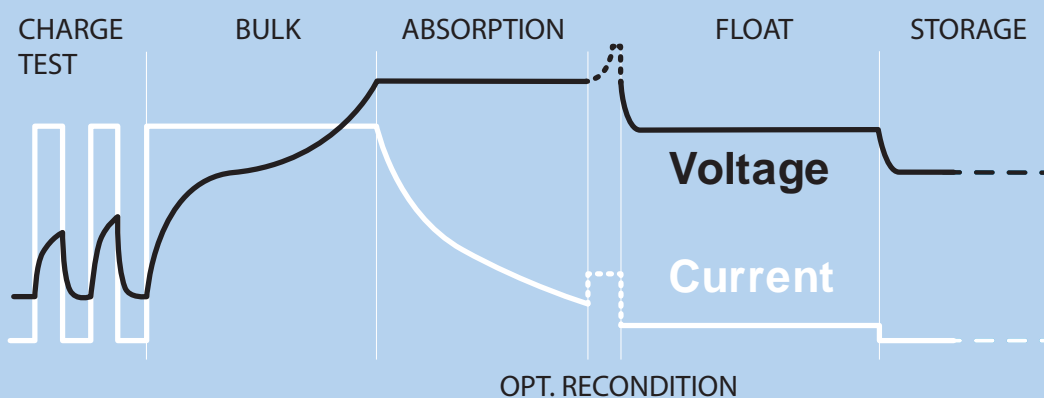 CHARGE
TEST
BULK
ABSORPTION
FLOAT
STORAGE
Voltage
Current
OPT. RECONDITION